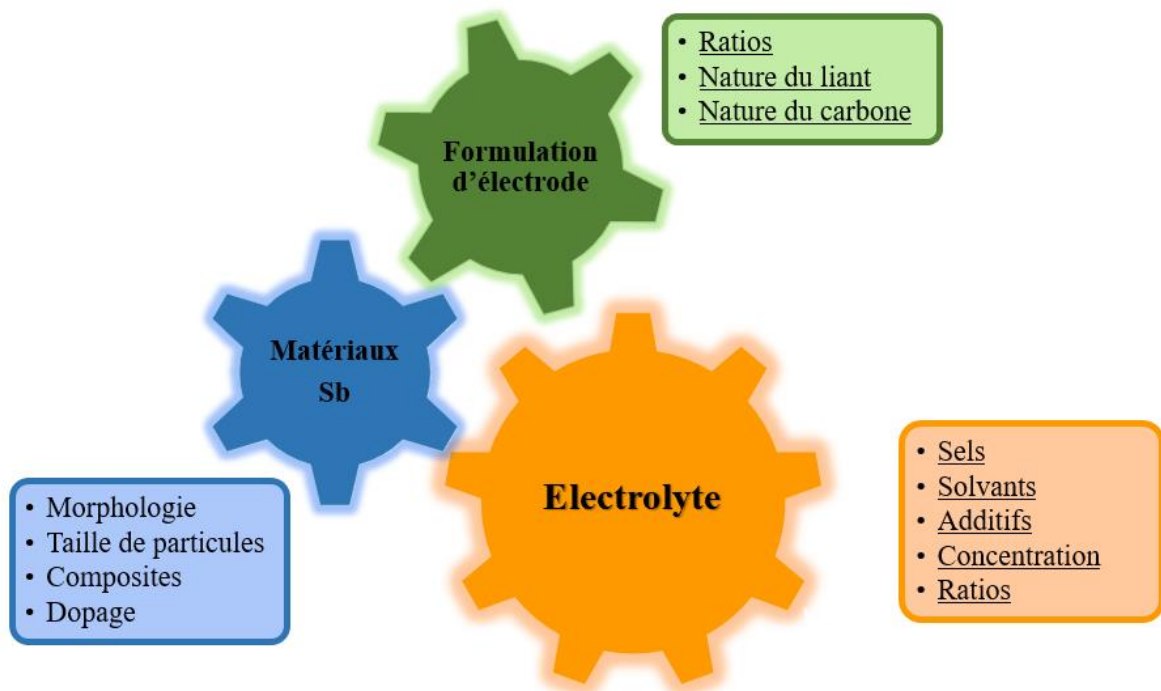 • Ratios
• Nature du liant
• Nature du carbone
Formulation
d’électrode
Matériaux
Sb
• Morphologie
• Taille de particules
• Composites
• Dopage
Electrolyte
• Sels
• Solvants
• Additifs
• Concentration
• Ratios